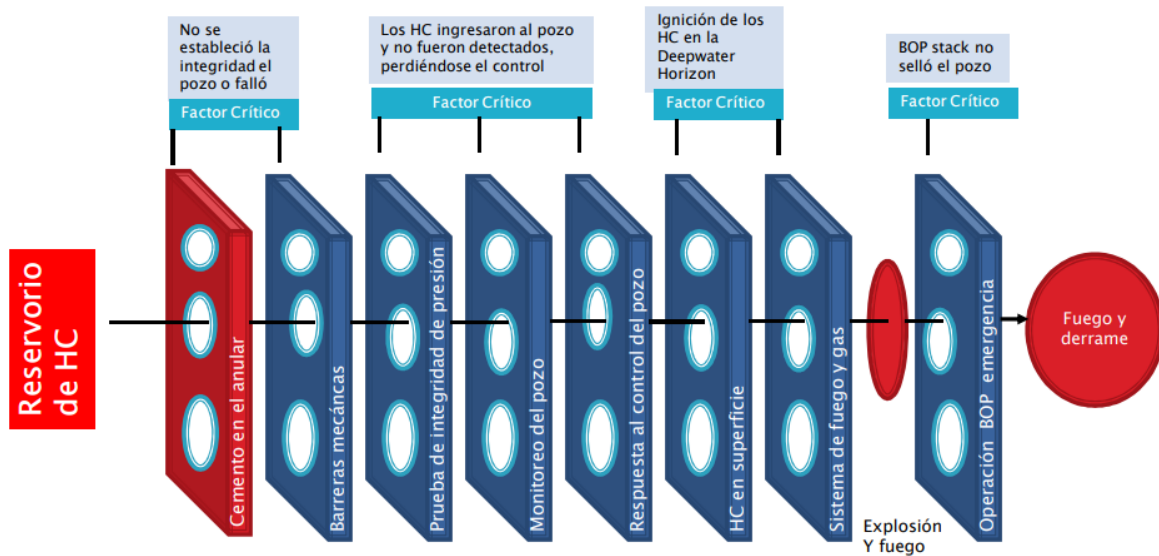 No se
estableció la
integridad el
pozo o falló
Factor Crítico
Los HC ingresaron al pozo
y no fueron detectados,
perdiéndose el control
Factor Crítico
Ignición de los
HC en la
Deepwater
Horizon
Factor Crítico
BOP stack no
selló el pozo
Factor Crítico
Reservorio
de HC
Cemento en el anular
Barreras mecáncas
Prueba de integridad de presión
Monitoreo del pozo
Respuesta al control del pozo
HC en superficie
Sistema de fuego y gas
Explosión
Y fuego
Operación BOP emergencia
Fuego y
derrame